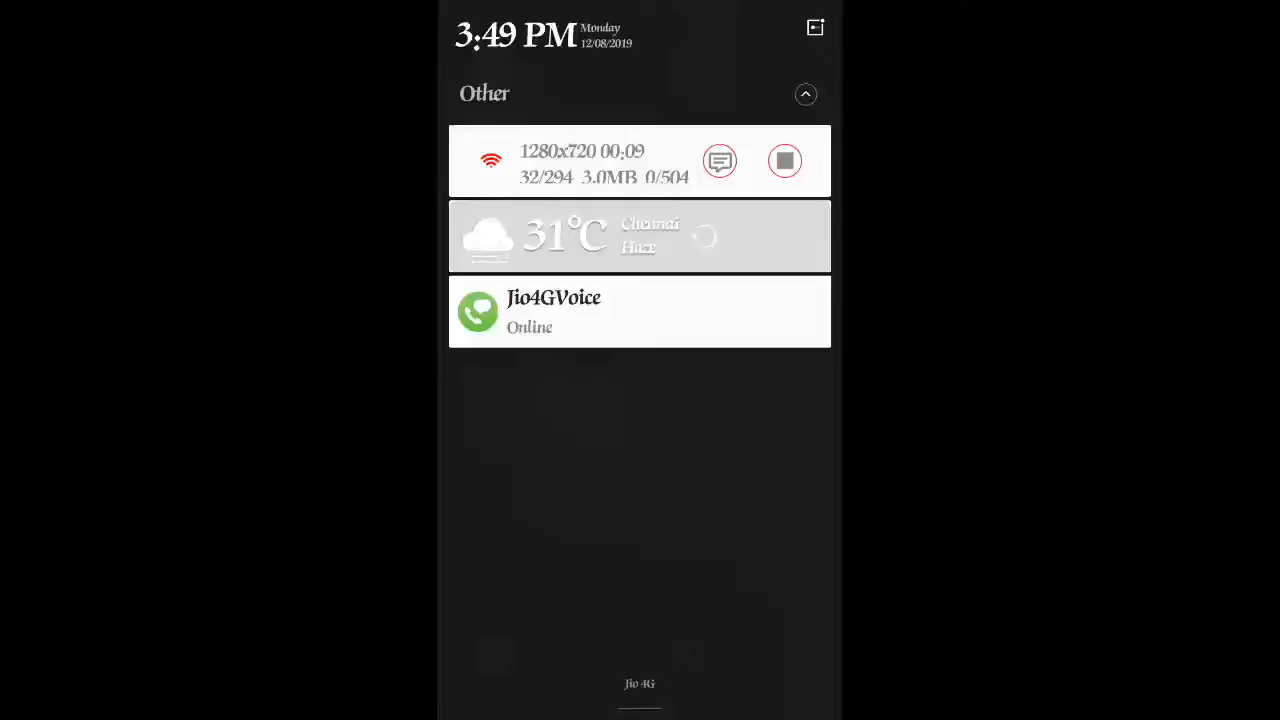 3:49 PM Monday
12/08/2019
Other
1280x720 00:09
32/294 3.0MB 0/504
31°C Chennai
Haze
Jio4GVoice
Online
Jio 4G